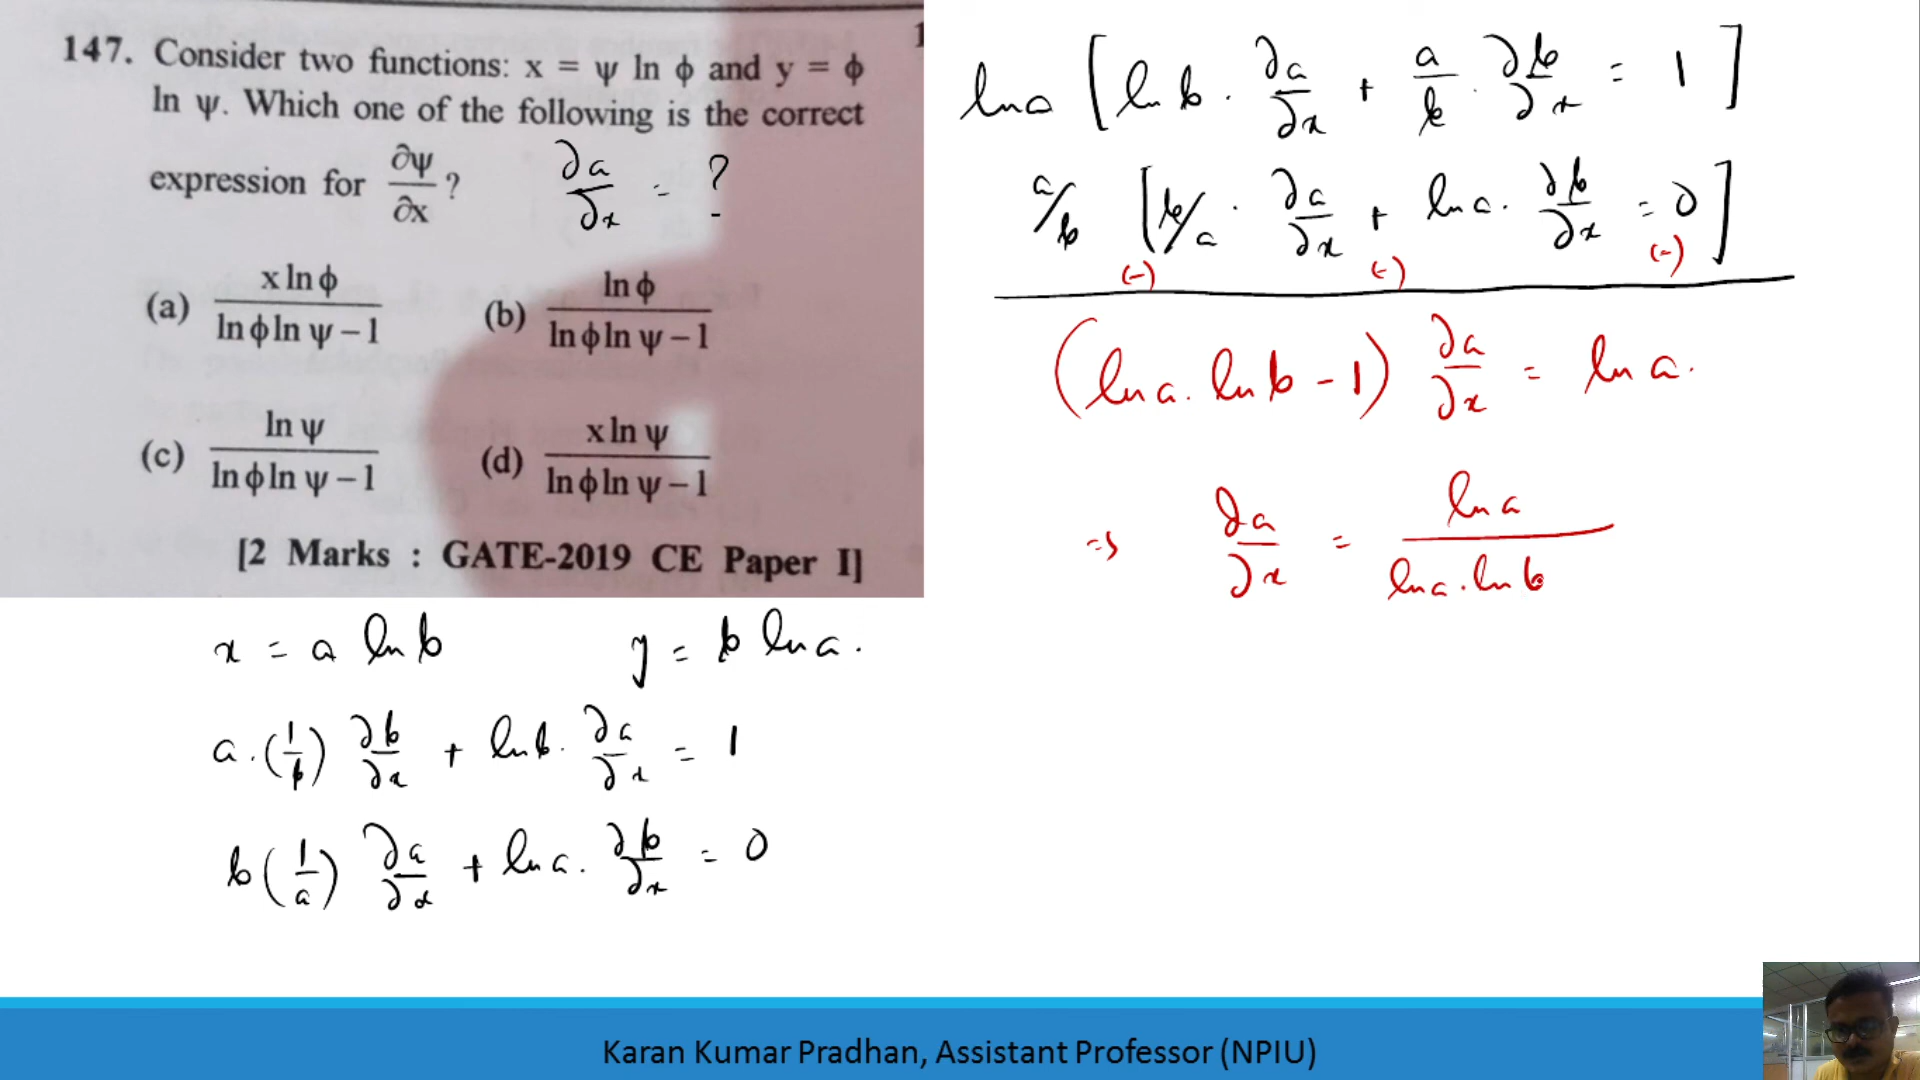 147. Consider two functions: x = ψ ln ϕ and y = ϕ
ln ψ. Which one of the following is the correct
expression for ∂ψ/∂x ? ∂a/∂x = ?
(a) x ln ϕ / ln ϕ ln ψ – 1 (b) ln ϕ / ln ϕ ln ψ – 1
(c) ln ψ / ln ϕ ln ψ – 1 (d) x ln ψ / ln ϕ ln ψ – 1
[2 Marks : GATE-2019 CE Paper I]
x = a ln b y = b ln a.
a.(1/b) ∂b/∂x + ln b. ∂a/∂x = 1
b(1/a) ∂a/∂x + ln a. ∂b/∂x = 0
ln a [ ln b . ∂a/∂x + a/b . ∂b/∂x = 1 ]
a/b [ b/a . ∂a/∂x + ln a. ∂b/∂x = 0 ]
(-) (-) (-)
(ln a. ln b - 1) ∂a/∂x = ln a.
⇒ ∂a/∂x = ln a / ln a. ln b
Karan Kumar Pradhan, Assistant Professor (NPIU)